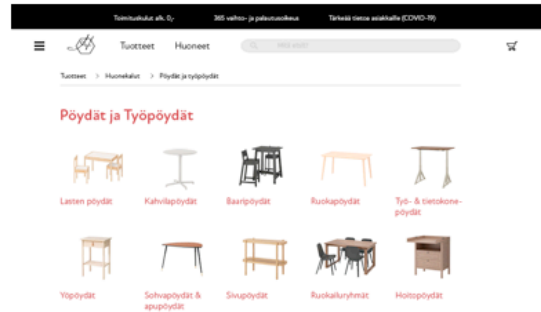 Toimituskulut alk. 0,-
365 vaihto- ja palautusoikeus
Tärkeää tietoa asiakkaille (COVID-19)
Tuotteet
Huoneet
Tuotteet > Huonekalut > Pöydät ja työpöydät
Pöydät ja Työpöydät
Lasten pöydät
Kahvilapöydät
Baaripöydät
Ruokapöydät
Työ- & tietokone-
pöydät
Yöpöydät
Sohvapöydät &
apupöydät
Sivupöydät
Ruokailuryhmät
Hoitopöydät